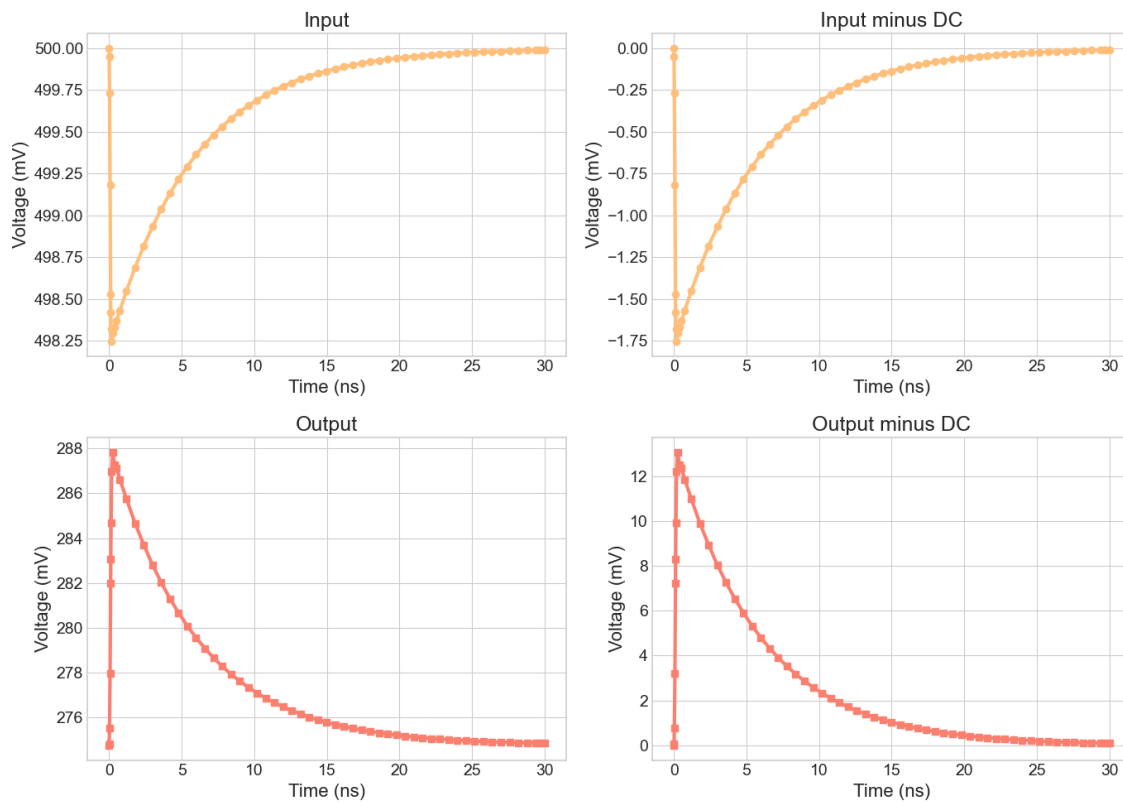 Input
Voltage (mV)
500.00
499.75
499.50
499.25
499.00
498.75
498.50
498.25
0 5 10 15 20 25 30
Time (ns)
Input minus DC
Voltage (mV)
0.00
−0.25
−0.50
−0.75
−1.00
−1.25
−1.50
−1.75
0 5 10 15 20 25 30
Time (ns)
Output
Voltage (mV)
288
286
284
282
280
278
276
0 5 10 15 20 25 30
Time (ns)
Output minus DC
Voltage (mV)
12
10
8
6
4
2
0
0 5 10 15 20 25 30
Time (ns)